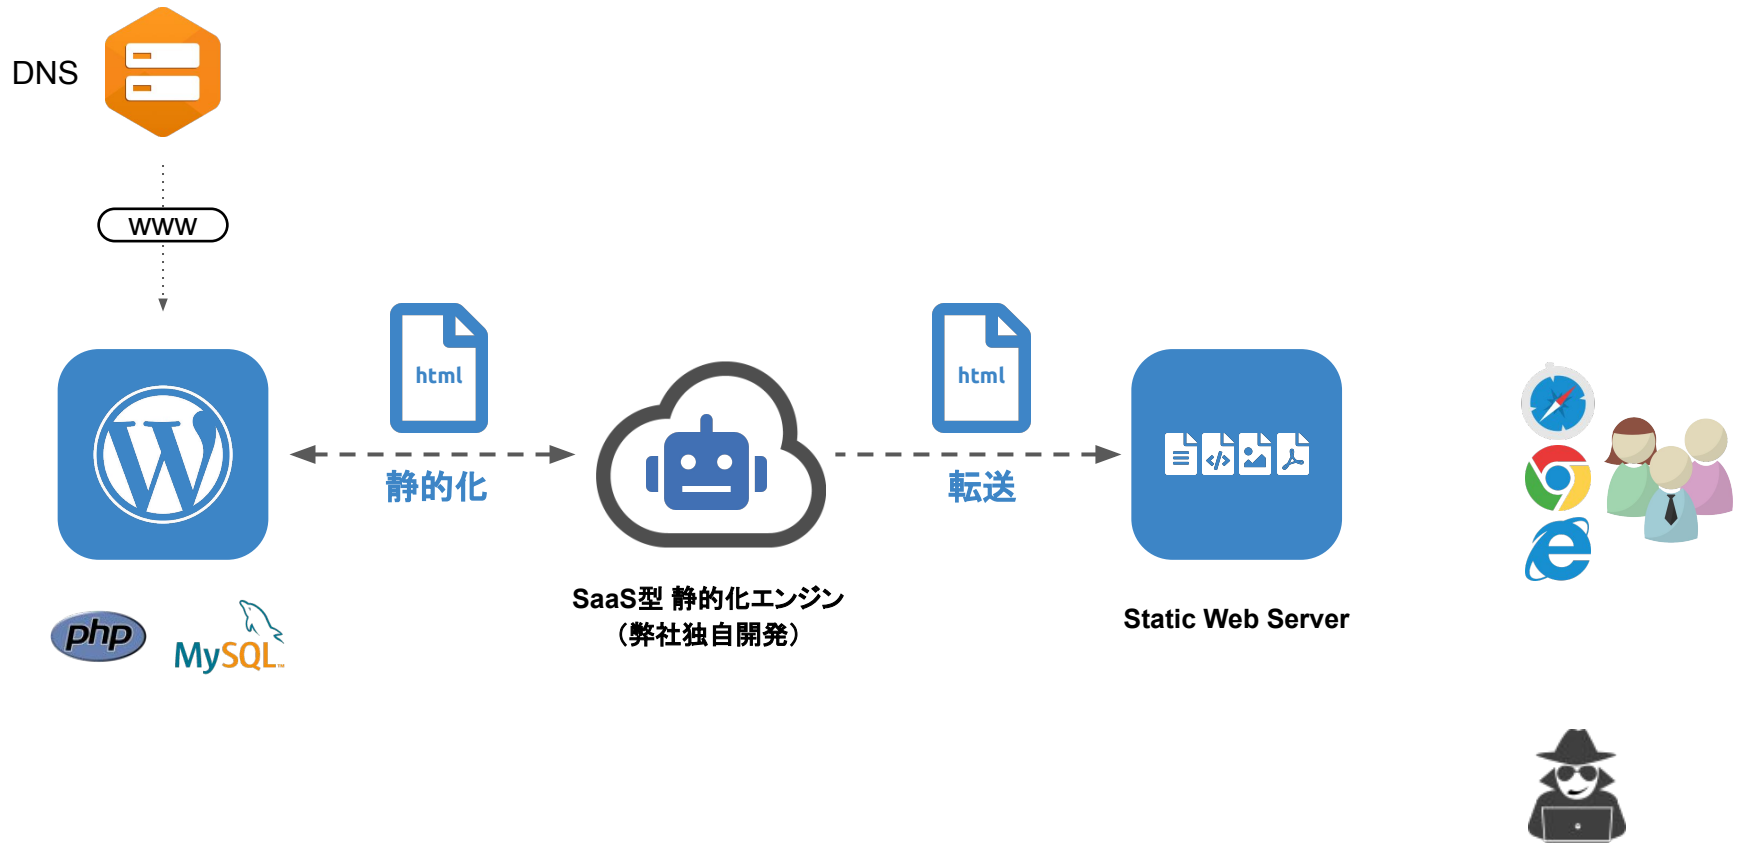 DNS
www
html
html
静的化
転送
SaaS型 静的化エンジン
（弊社独自開発）
Static Web Server
php
MySQL